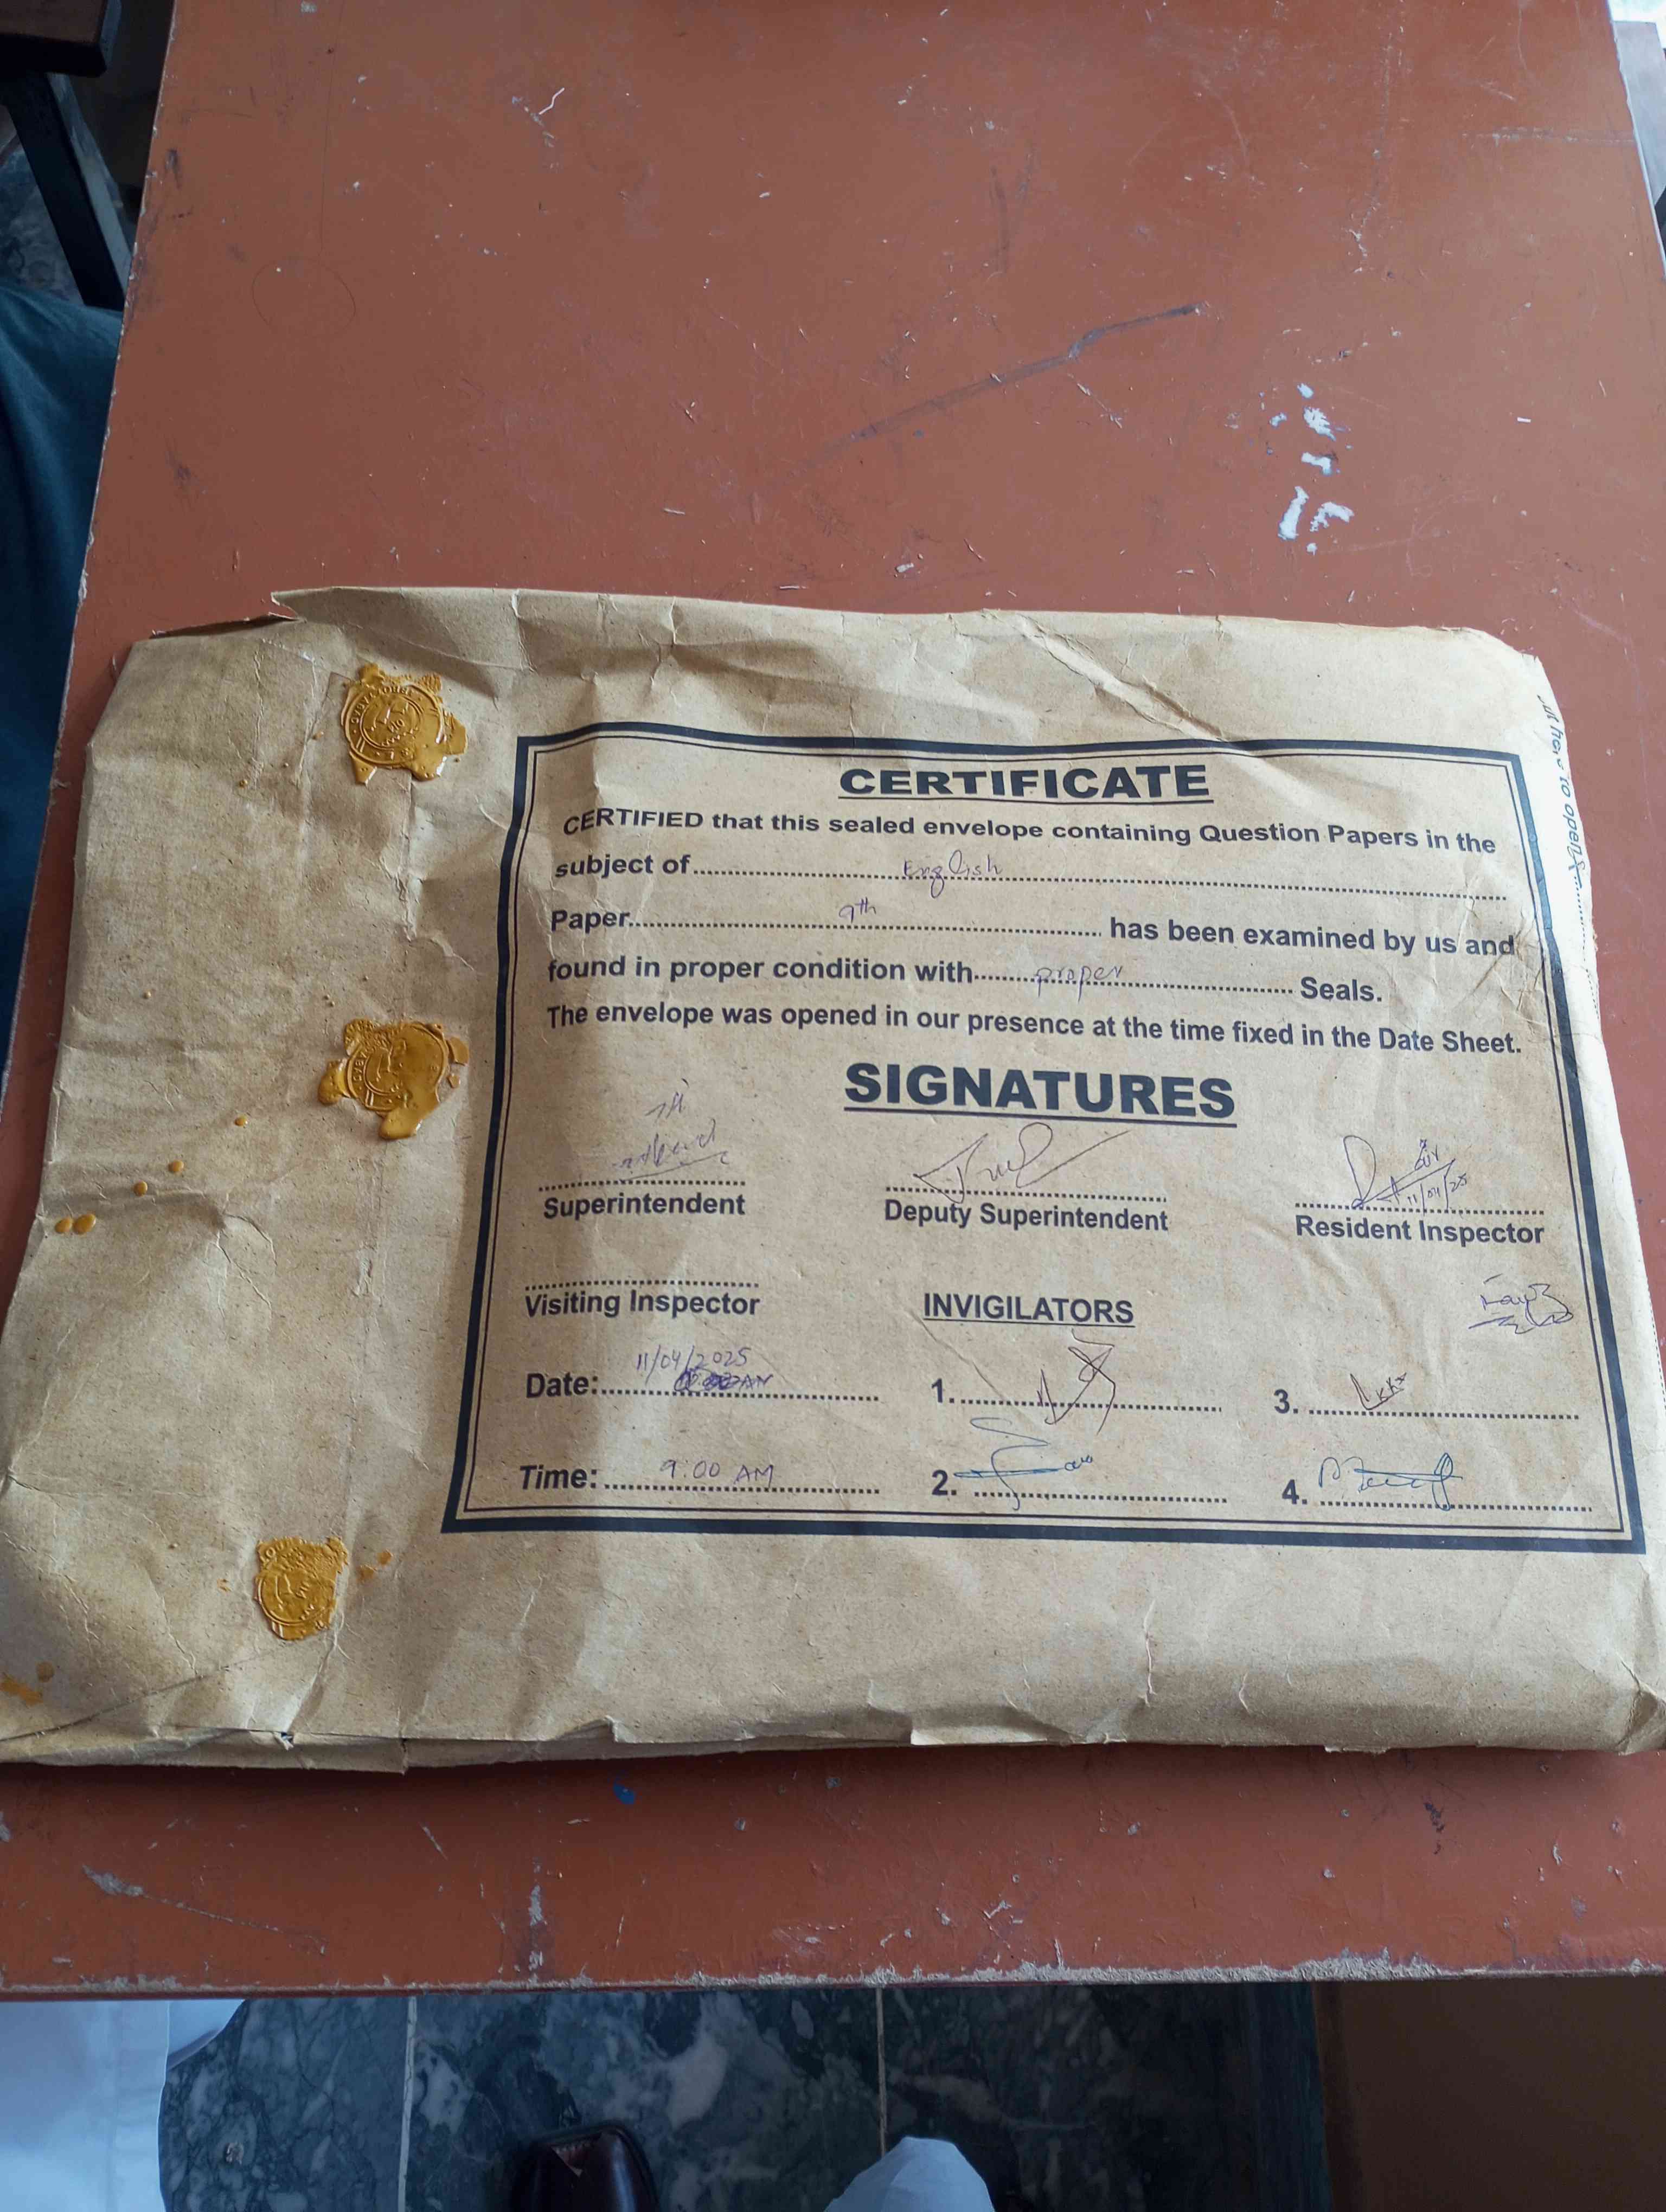 CERTIFICATE
CERTIFIED that this sealed envelope containing Question Papers in the
subject of English
Paper 9th has been examined by us and
found in proper condition with proper Seals.
The envelope was opened in our presence at the time fixed in the Date Sheet.
SIGNATURES
11/04/25
Superintendent Deputy Superintendent Resident Inspector
Visiting Inspector INVIGILATORS
11/04/2025
Date: 1. 3.
Time: 9:00 AM 2. 4.
to open